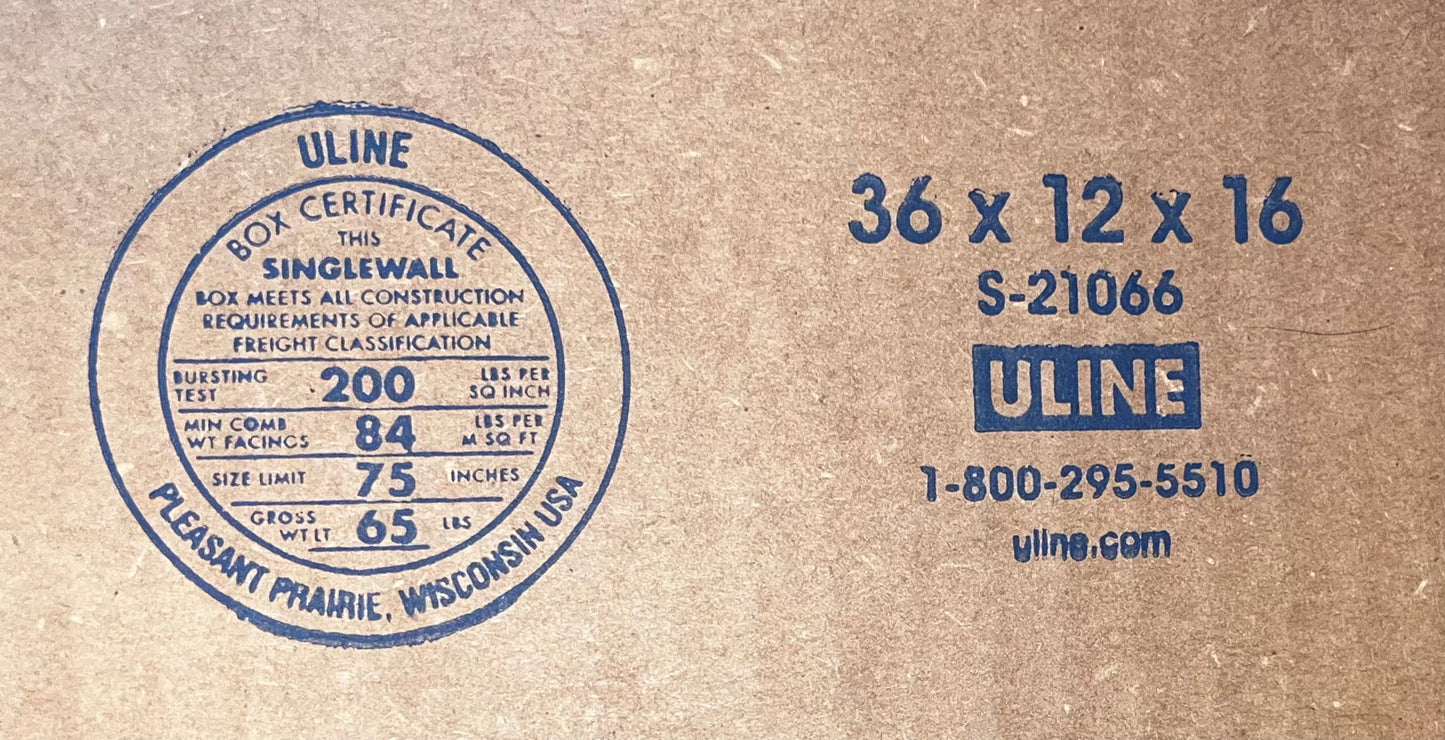 ULINE
BOX CERTIFICATE
THIS
SINGLEWALL
BOX MEETS ALL CONSTRUCTION
REQUIREMENTS OF APPLICABLE
FREIGHT CLASSIFICATION
BURSTING TEST 200 LBS PER SQ INCH
MIN COMB WT FACINGS 84 LBS PER M SQ FT
SIZE LIMIT 75 INCHES
GROSS WT LT 65 LBS
PLEASANT PRAIRIE, WISCONSIN USA
36 x 12 x 16
S-21066
ULINE
1-800-295-5510
uline.com